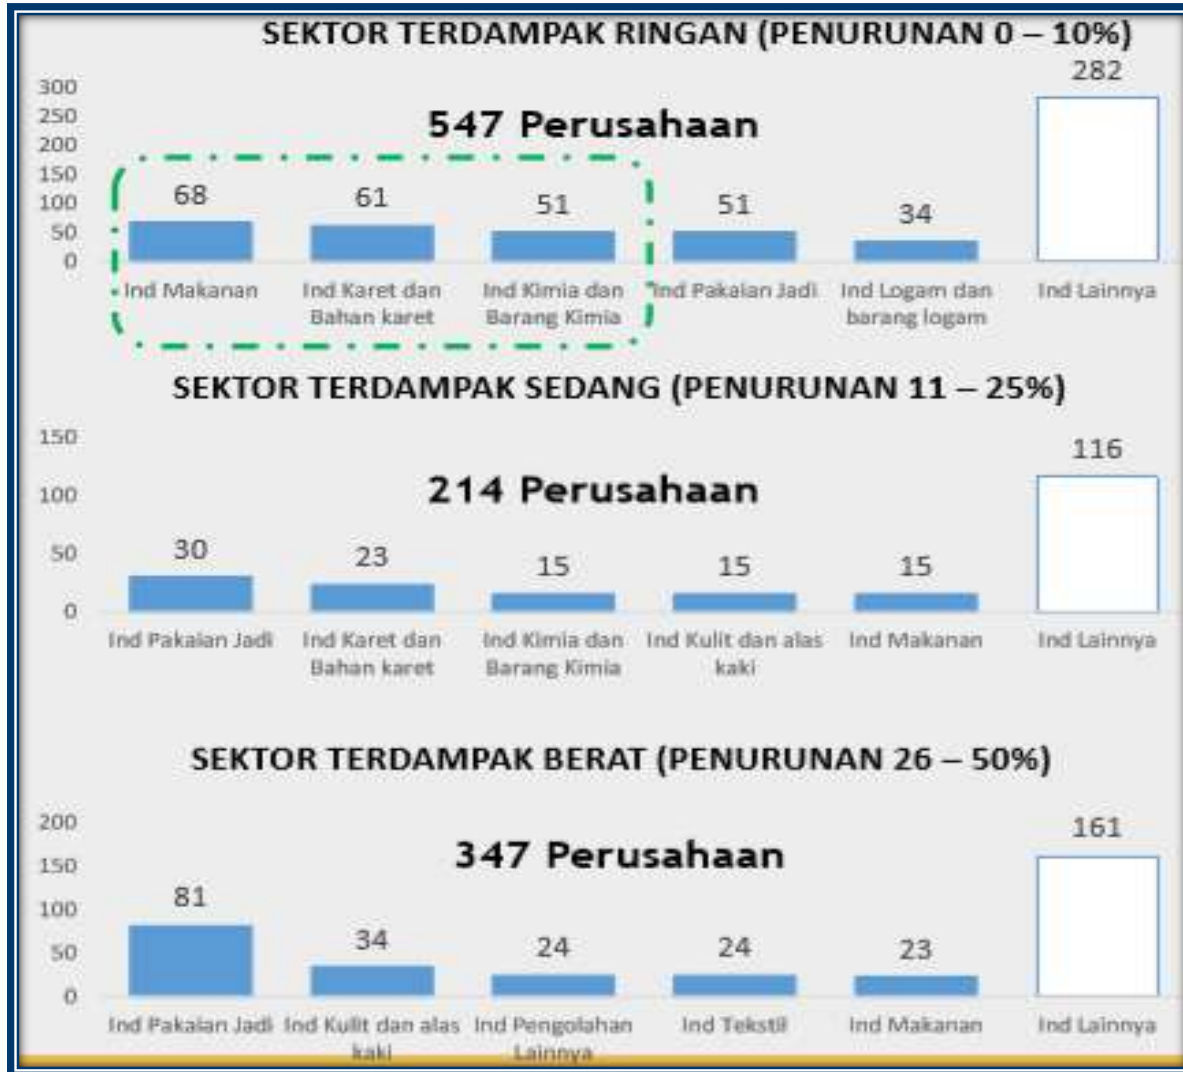 SEKTOR TERDAMPAK RINGAN (PENURUNAN 0 – 10%)
282
300
250
200
150
100
50
0
547 Perusahaan
68
61
51
51
34
Ind Makanan
Ind Karet dan
Bahan karet
Ind Kimia dan
Barang Kimia
Ind Pakaian Jadi
Ind Logam dan
barang logam
Ind Lainnya
SEKTOR TERDAMPAK SEDANG (PENURUNAN 11 – 25%)
150
100
50
0
116
214 Perusahaan
30
23
15
15
15
Ind Pakaian Jadi
Ind Karet dan
Bahan karet
Ind Kimia dan
Barang Kimia
Ind Kulit dan alas
kaki
Ind Makanan
Ind Lainnya
SEKTOR TERDAMPAK BERAT (PENURUNAN 26 – 50%)
200
150
100
50
0
161
347 Perusahaan
81
34
24
24
23
Ind Pakaian Jadi
Ind Kulit dan alas
kaki
Ind Pengolahan
Lainnya
Ind Tekstil
Ind Makanan
Ind Lainnya